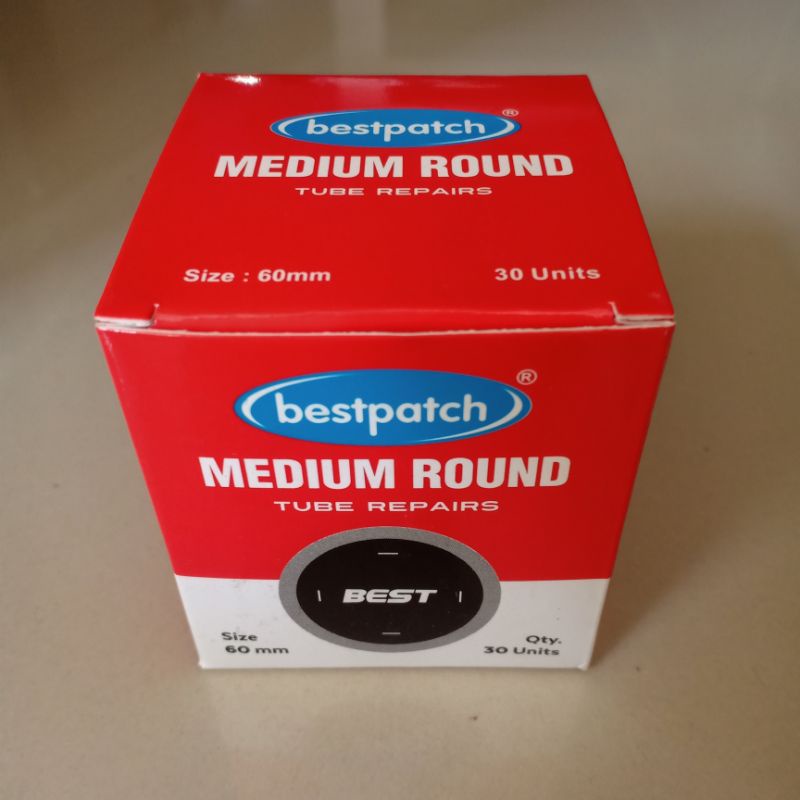 bestpatch®
MEDIUM ROUND
TUBE REPAIRS
Size : 60mm
30 Units
bestpatch®
MEDIUM ROUND
TUBE REPAIRS
BEST
Size
60 mm
Qty.
30 Units